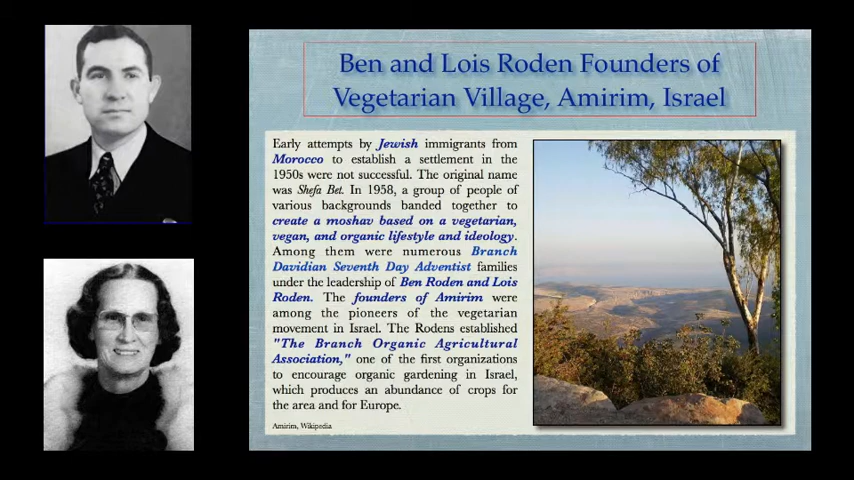 Ben and Lois Roden Founders of
Vegetarian Village, Amirim, Israel
Early attempts by Jewish immigrants from
Morocco to establish a settlement in the
1950s were not successful. The original name
was Shefa Bet. In 1958, a group of people of
various backgrounds banded together to
create a moshav based on a vegetarian,
vegan, and organic lifestyle and ideology.
Among them were numerous Branch
Davidian Seventh Day Adventist families
under the leadership of Ben Roden and Lois
Roden. The founders of Amirim were
among the pioneers of the vegetarian
movement in Israel. The Rodens established
"The Branch Organic Agricultural
Association," one of the first organizations
to encourage organic gardening in Israel,
which produces an abundance of crops for
the area and for Europe.
Amirim, Wikipedia